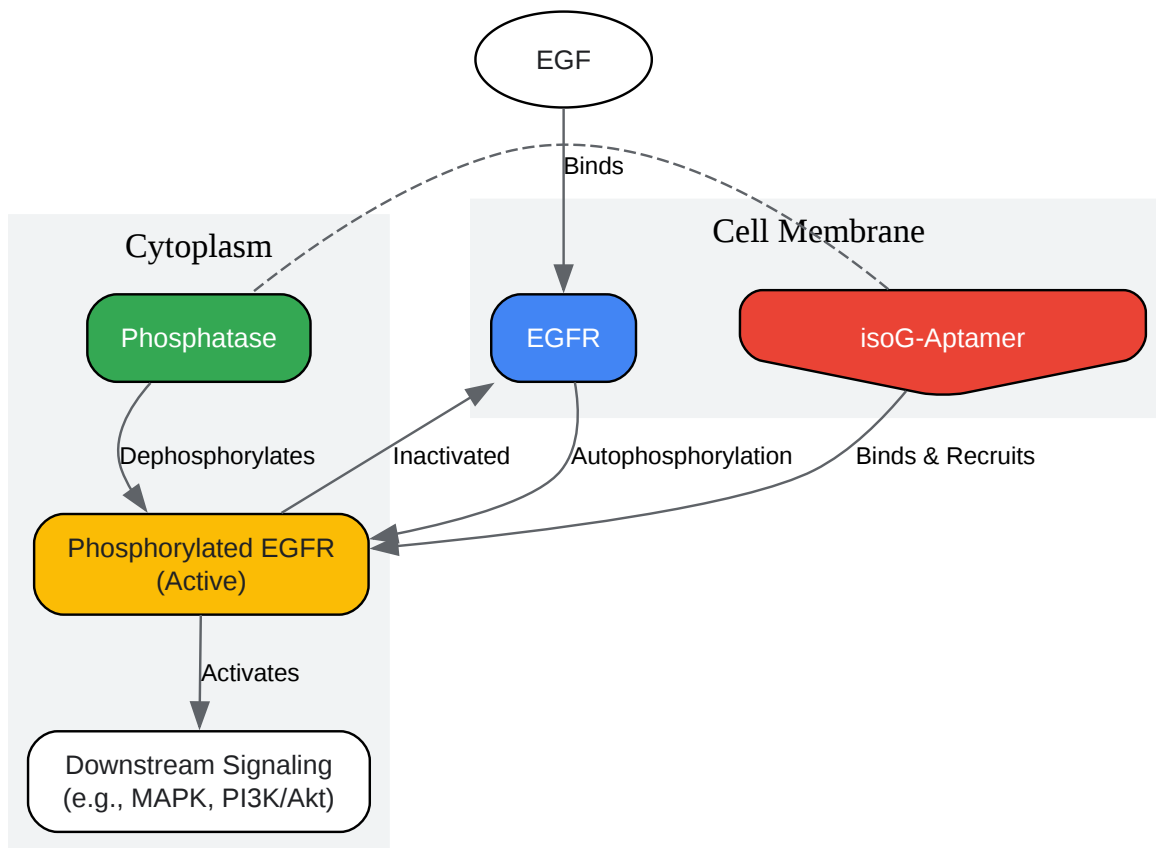 EGF
Binds
Cytoplasm
Cell Membrane
Phosphatase
EGFR
isoG-Aptamer
Dephosphorylates
Inactivated
Autophosphorylation
Binds & Recruits
Phosphorylated EGFR
(Active)
Activates
Downstream Signaling
(e.g., MAPK, PI3K/Akt)